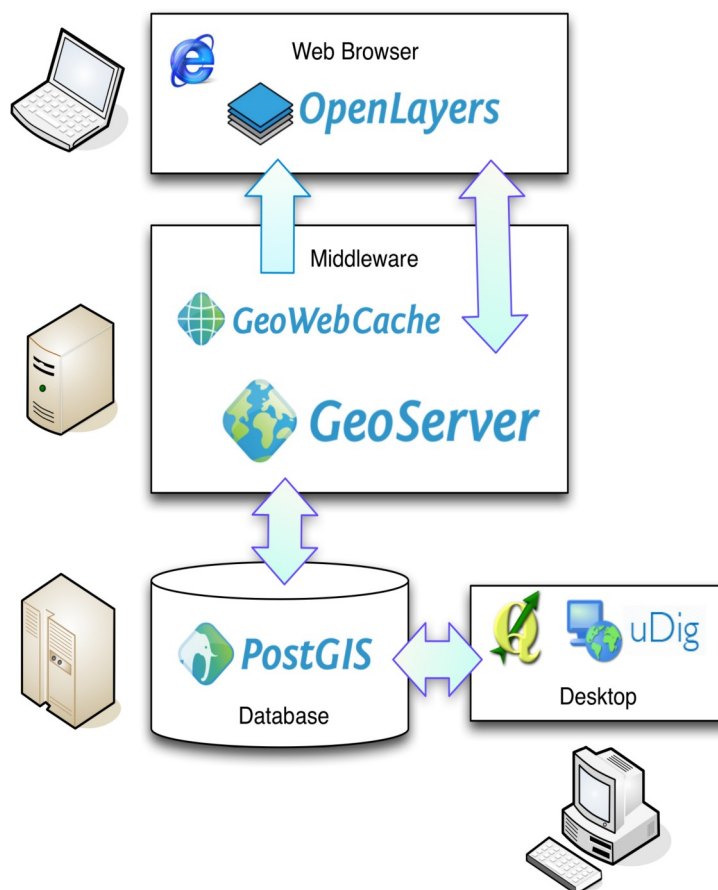 Web Browser
OpenLayers
Middleware
GeoWebCache
GeoServer
PostGIS
Database
uDig
Desktop